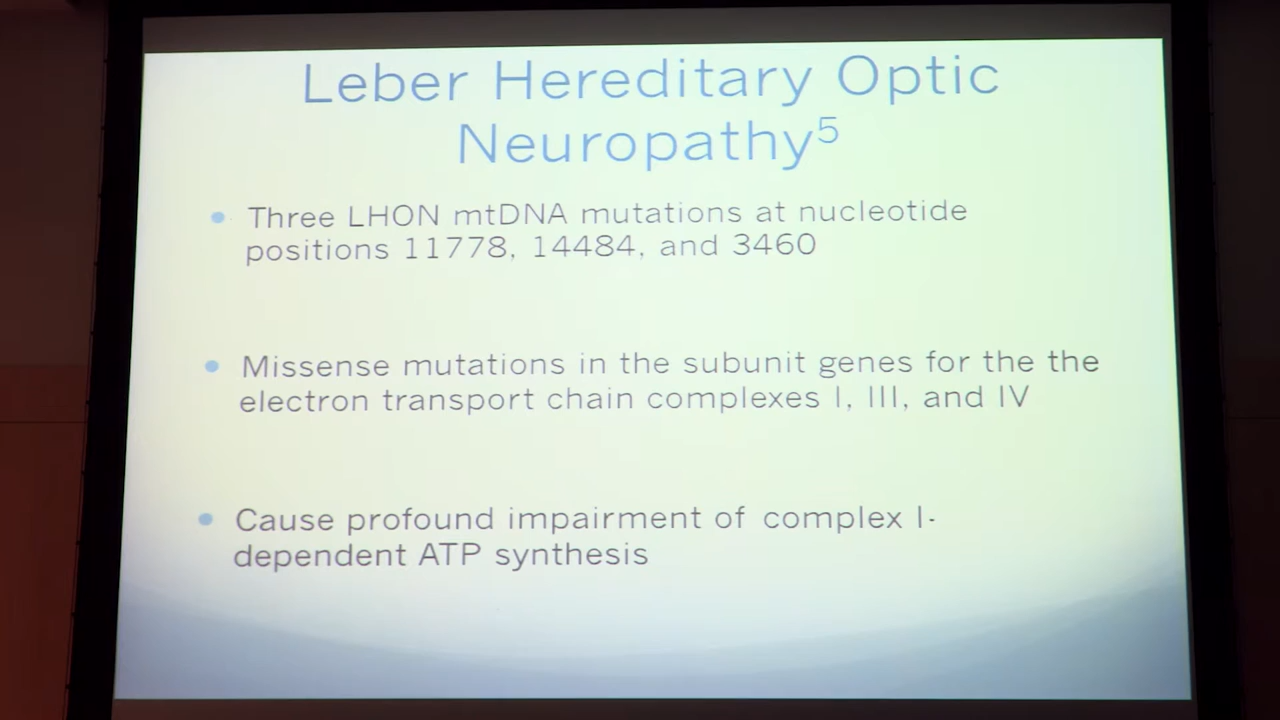 Leber Hereditary Optic
Neuropathy⁵
• Three LHON mtDNA mutations at nucleotide
positions 11778, 14484, and 3460
• Missense mutations in the subunit genes for the the
electron transport chain complexes I, III, and IV
• Cause profound impairment of complex I-
dependent ATP synthesis